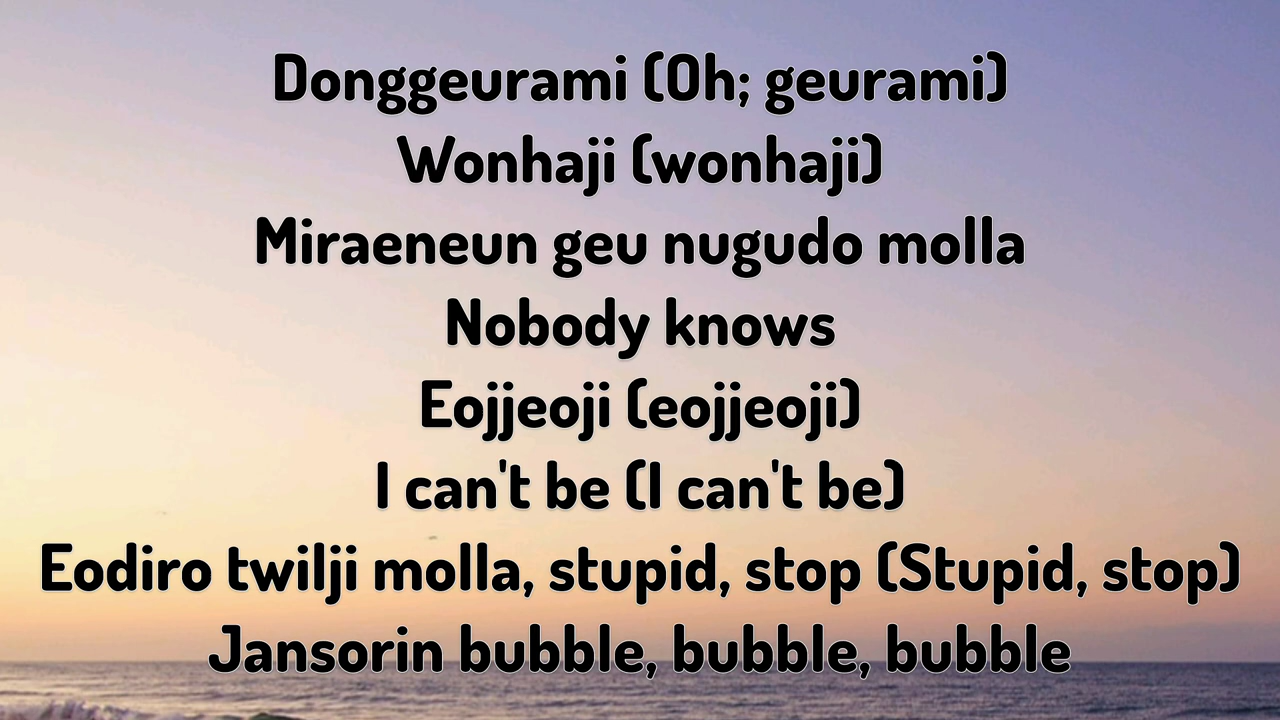 Donggeurami (Oh; geurami)
Wonhaji (wonhaji)
Miraeneun geu nugudo molla
Nobody knows
Eojjeoji (eojjeoji)
I can't be (I can't be)
Eodiro twilji molla, stupid, stop (Stupid, stop)
Jansorin bubble, bubble, bubble